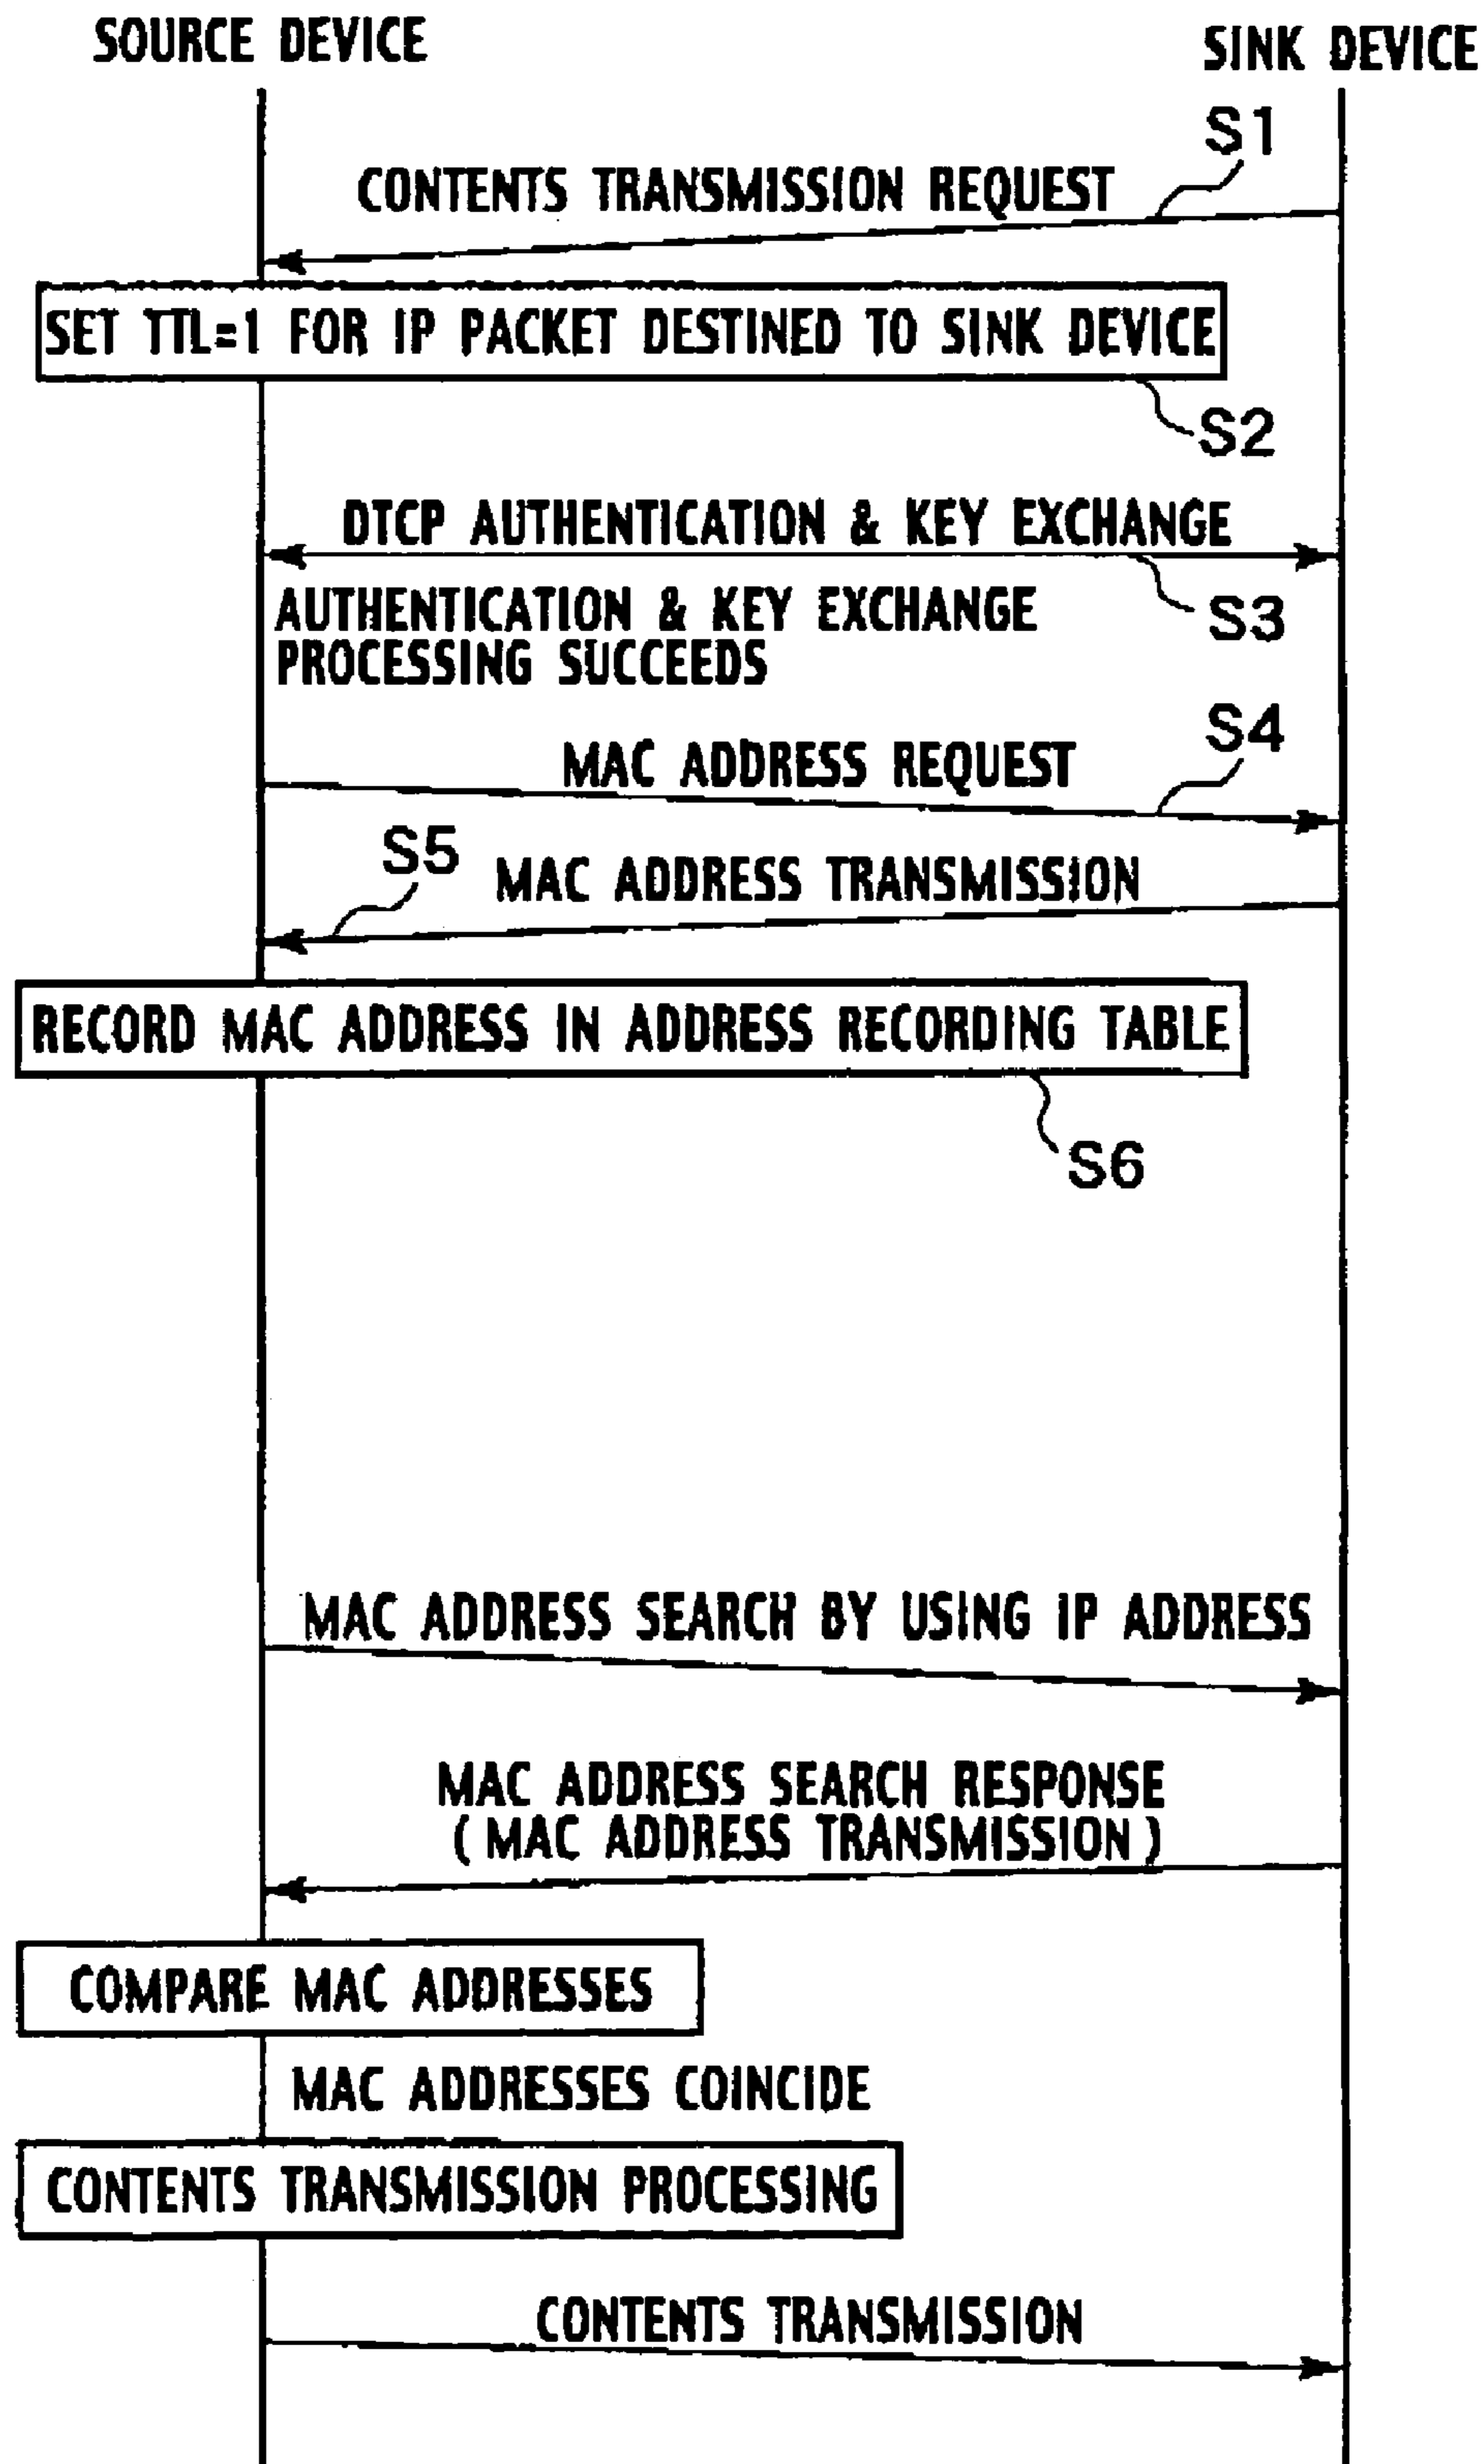 SOURCE DEVICE
SINK DEVICE
S1
CONTENTS TRANSMISSION REQUEST
SET TTL=1 FOR IP PACKET DESTINED TO SINK DEVICE
S2
DTCP AUTHENTICATION & KEY EXCHANGE
S3
AUTHENTICATION & KEY EXCHANGE
PROCESSING SUCCEEDS
S4
MAC ADDRESS REQUEST
S5
MAC ADDRESS TRANSMISSION
RECORD MAC ADDRESS IN ADDRESS RECORDING TABLE
S6
MAC ADDRESS SEARCH BY USING IP ADDRESS
MAC ADDRESS SEARCH RESPONSE
(MAC ADDRESS TRANSMISSION)
COMPARE MAC ADDRESSES
MAC ADDRESSES COINCIDE
CONTENTS TRANSMISSION PROCESSING
CONTENTS TRANSMISSION